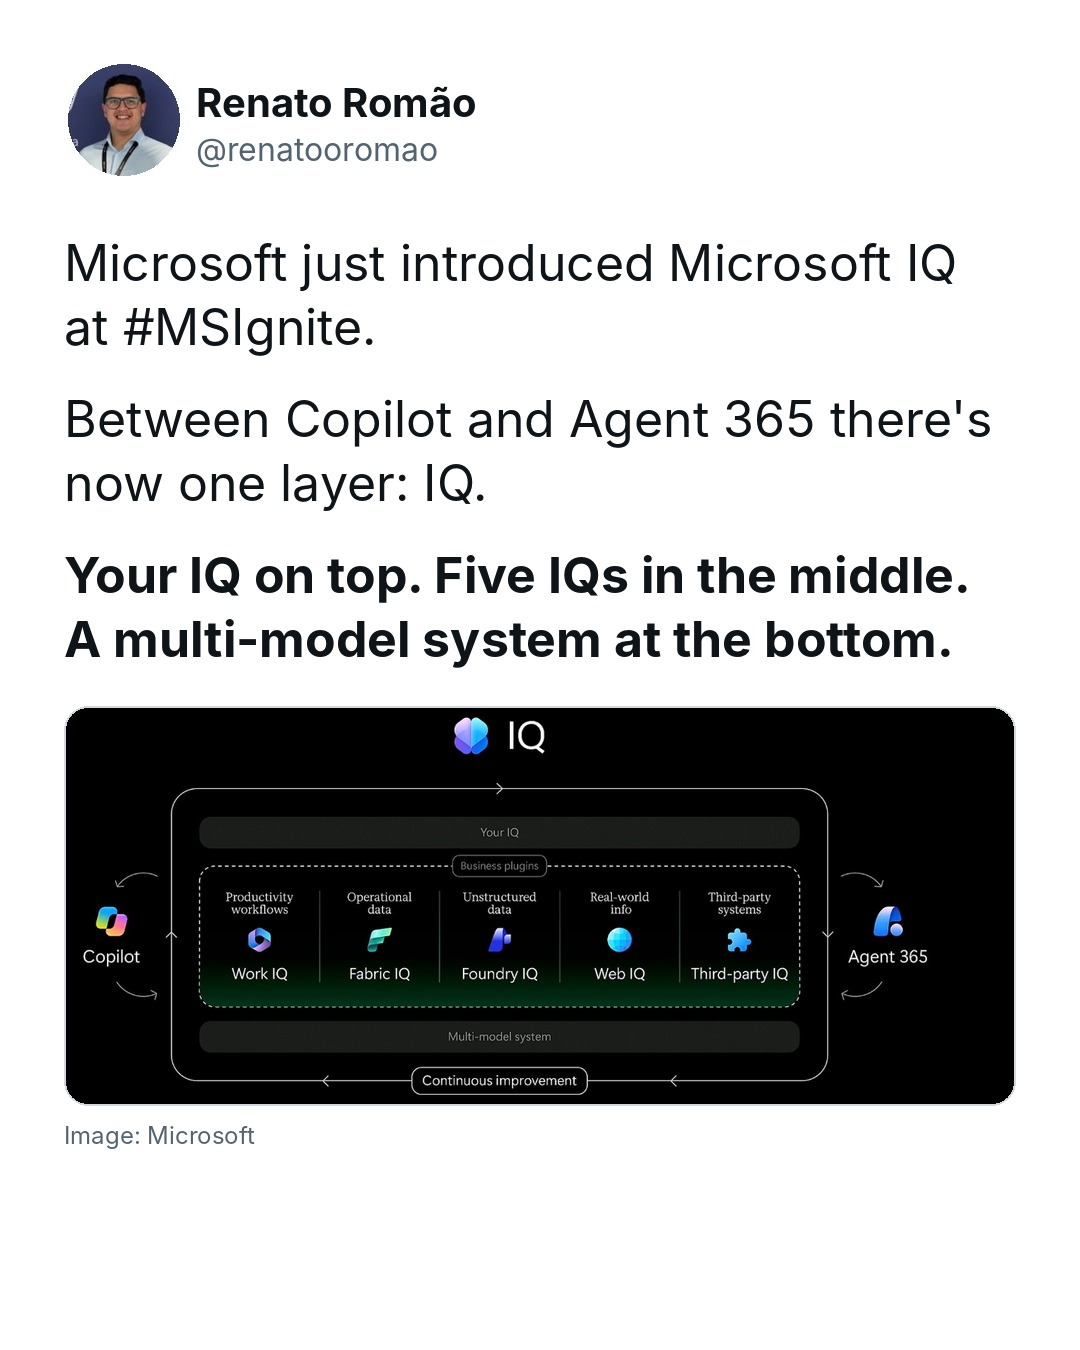 Renato Romão
@renatooromao
Microsoft just introduced Microsoft IQ
at #MSIgnite.
Between Copilot and Agent 365 there's
now one layer: IQ.
Your IQ on top. Five IQs in the middle.
A multi-model system at the bottom.
IQ
Your IQ
Business plugins
Productivity
workflows
Operational
data
Unstructured
data
Real-world
info
Third-party
systems
Work IQ
Fabric IQ
Foundry IQ
Web IQ
Third-party IQ
Copilot
Agent 365
Multi-model system
Continuous improvement
Image: Microsoft